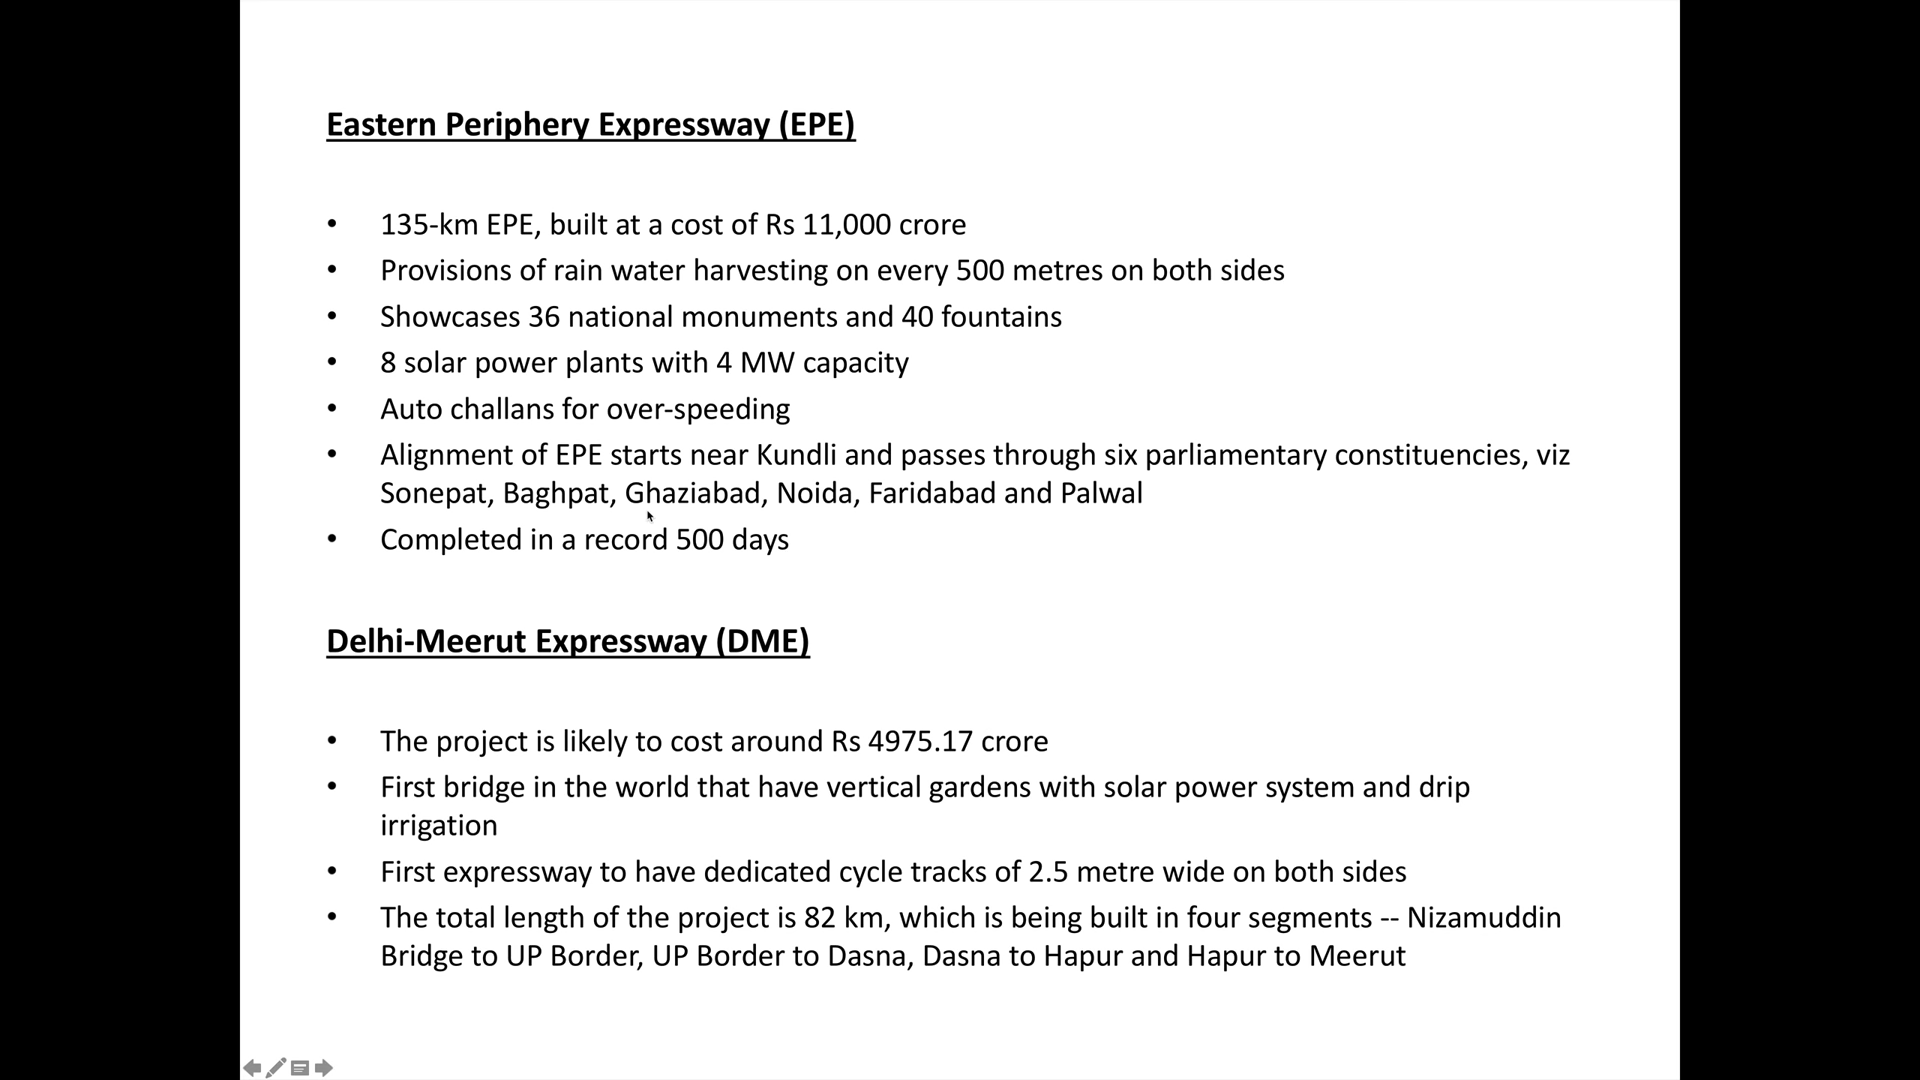 Eastern Periphery Expressway (EPE)
• 135-km EPE, built at a cost of Rs 11,000 crore
• Provisions of rain water harvesting on every 500 metres on both sides
• Showcases 36 national monuments and 40 fountains
• 8 solar power plants with 4 MW capacity
• Auto challans for over-speeding
• Alignment of EPE starts near Kundli and passes through six parliamentary constituencies, viz
Sonepat, Baghpat, Ghaziabad, Noida, Faridabad and Palwal
• Completed in a record 500 days
Delhi-Meerut Expressway (DME)
• The project is likely to cost around Rs 4975.17 crore
• First bridge in the world that have vertical gardens with solar power system and drip
irrigation
• First expressway to have dedicated cycle tracks of 2.5 metre wide on both sides
• The total length of the project is 82 km, which is being built in four segments -- Nizamuddin
Bridge to UP Border, UP Border to Dasna, Dasna to Hapur and Hapur to Meerut